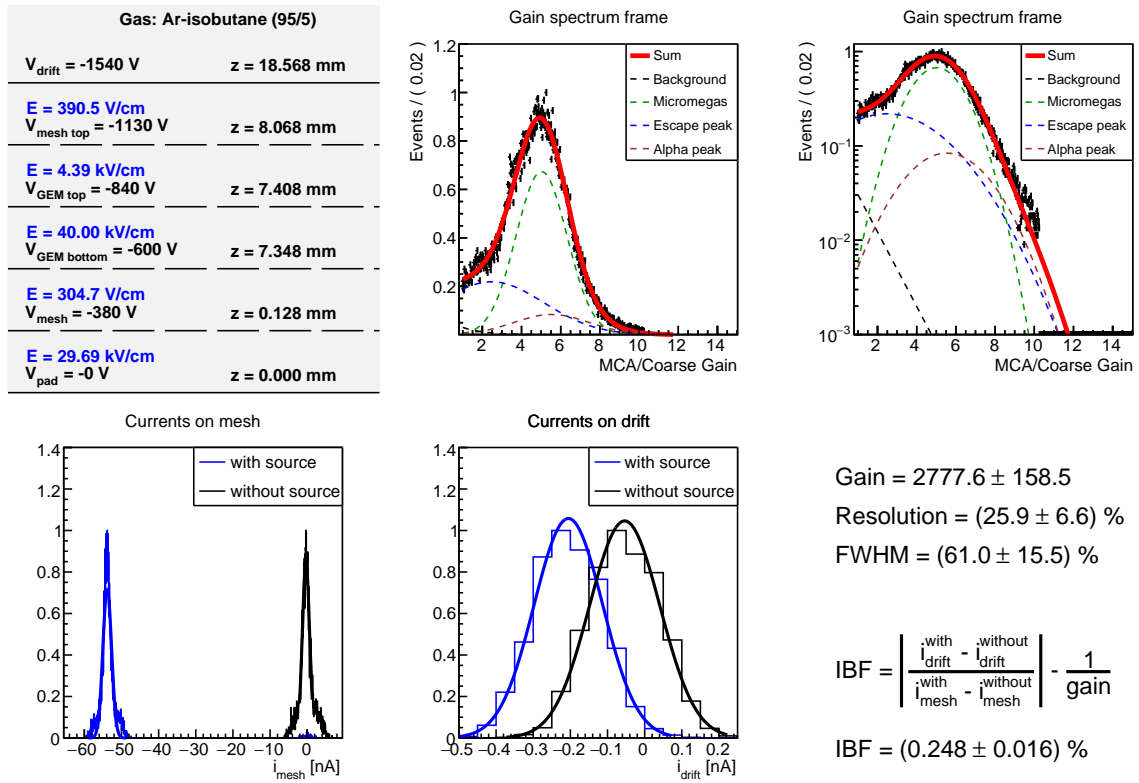 Gas: Ar-isobutane (95/5)
V_drift = -1540 V z = 18.568 mm
E = 390.5 V/cm
V_mesh top = -1130 V z = 8.068 mm
E = 4.39 kV/cm
V_GEM top = -840 V z = 7.408 mm
E = 40.00 kV/cm
V_GEM bottom = -600 V z = 7.348 mm
E = 304.7 V/cm
V_mesh = -380 V z = 0.128 mm
E = 29.69 kV/cm
V_pad = -0 V z = 0.000 mm
Gain spectrum frame
Events / ( 0.02 )
1.2
1
0.8
0.6
0.4
0.2
2 4 6 8 10 12 14
MCA/Coarse Gain
Sum
Background
Micromegas
Escape peak
Alpha peak
Gain spectrum frame
Events / ( 0.02 )
1
10^−1
10^−2
10^−3
2 4 6 8 10 12 14
MCA/Coarse Gain
Sum
Background
Micromegas
Escape peak
Alpha peak
Currents on mesh
1.4
1.2
1
0.8
0.6
0.4
0.2
0
−60 −50 −40 −30 −20 −10 0
i_mesh [nA]
with source
without source
Currents on drift
1.4
1.2
1
0.8
0.6
0.4
0.2
0
−0.5 −0.4 −0.3 −0.2 −0.1 0 0.1 0.2
i_drift [nA]
with source
without source
Gain = 2777.6 ± 158.5
Resolution = (25.9 ± 6.6) %
FWHM = (61.0 ± 15.5) %
IBF = | (i_drift^with - i_drift^without) / (i_mesh^with - i_mesh^without) | - 1 / gain
IBF = (0.248 ± 0.016) %